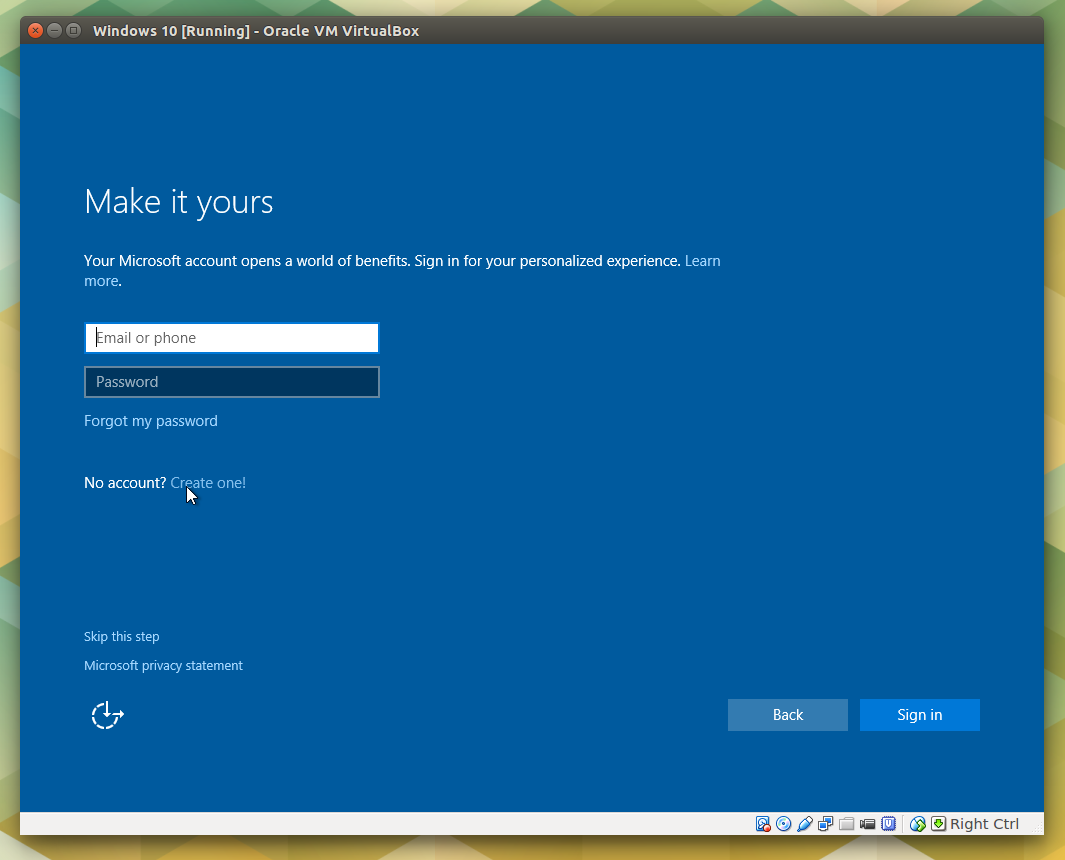 Windows 10 [Running] - Oracle VM VirtualBox
Make it yours
Your Microsoft account opens a world of benefits. Sign in for your personalized experience. Learn
more.
Email or phone
Password
Forgot my password
No account? Create one!
Skip this step
Microsoft privacy statement
Back
Sign in
Right Ctrl